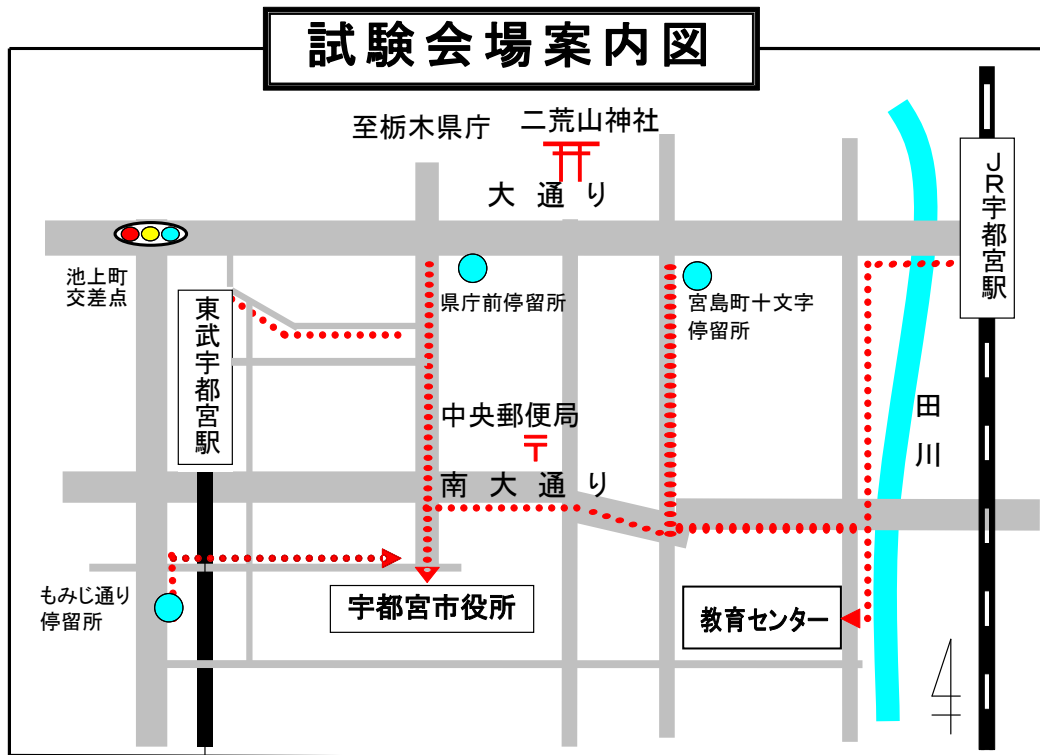 試験会場案内図
至栃木県庁
二荒山神社
大通り
JR宇都宮駅
池上町
交差点
県庁前停留所
宮島町十文字
停留所
東武宇都宮駅
中央郵便局
〒
田川
南大通り
もみじ通り
停留所
宇都宮市役所
教育センター